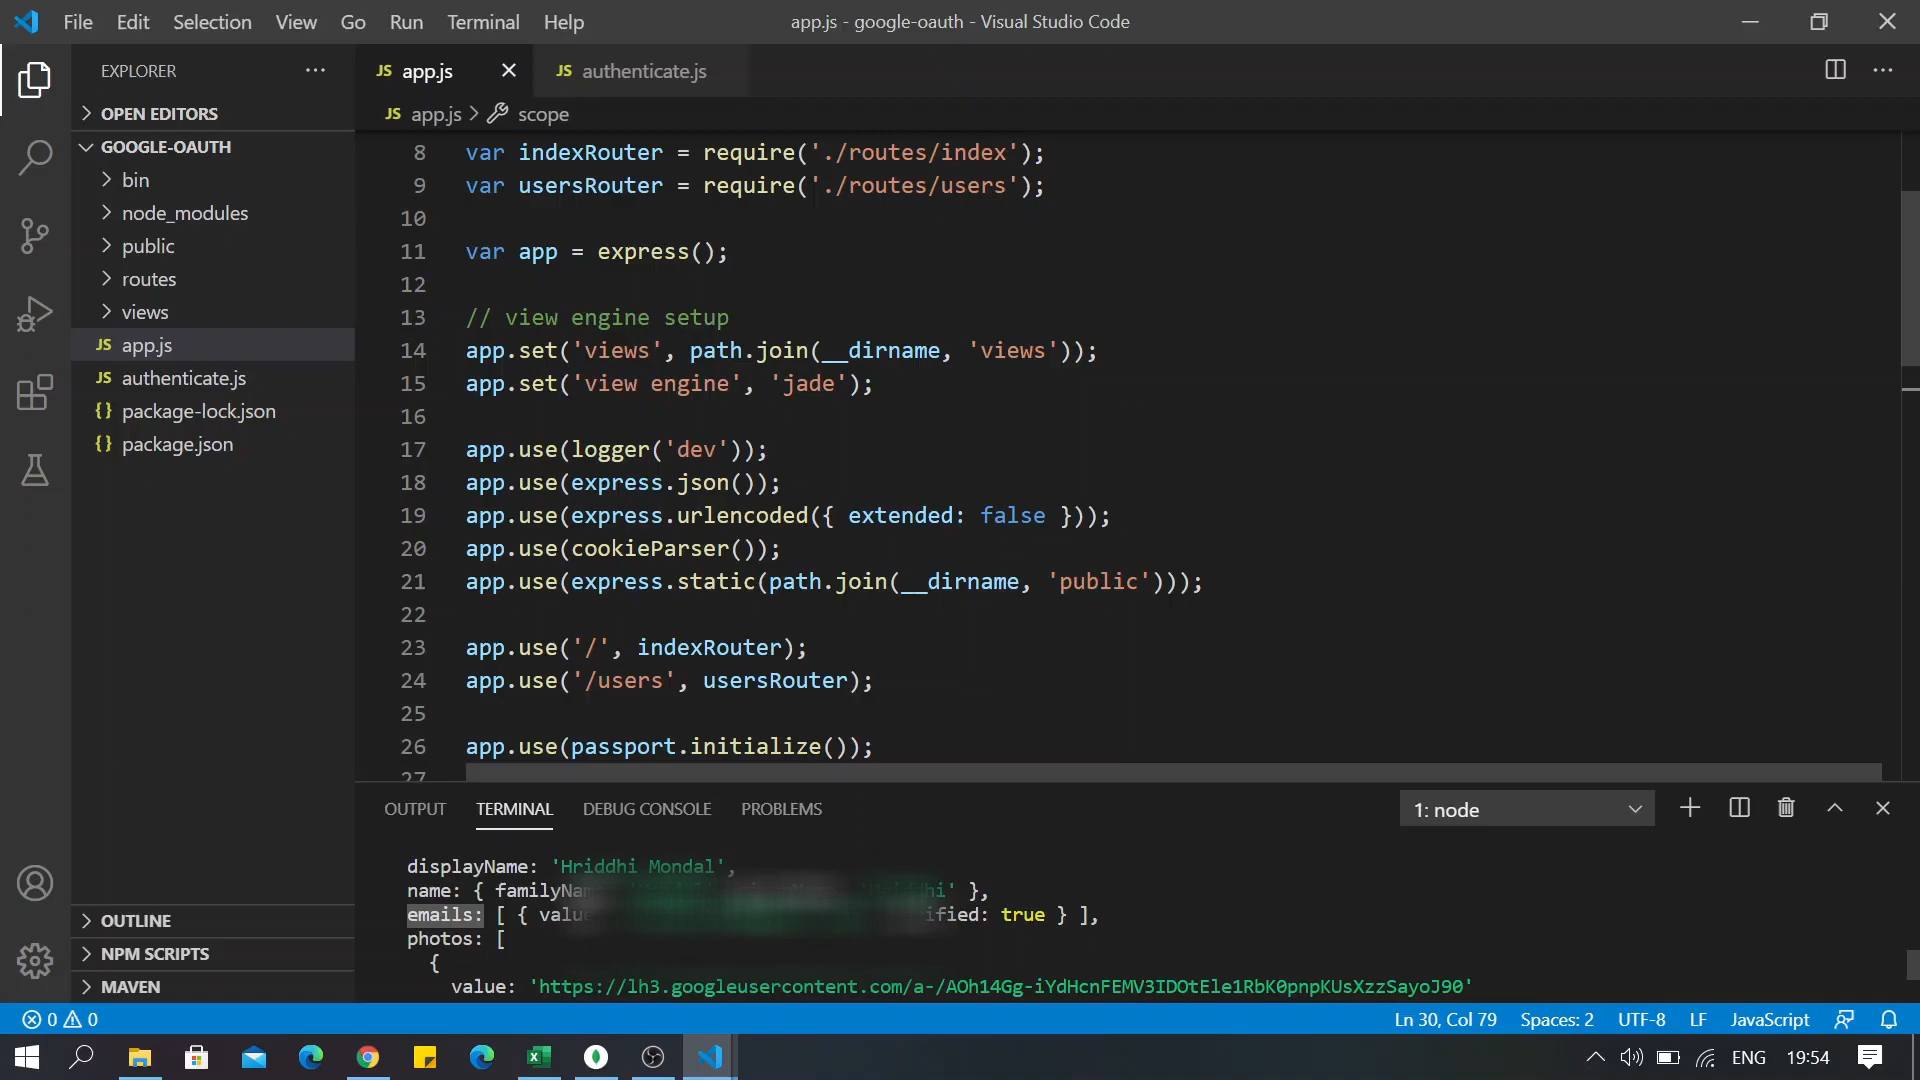 File Edit Selection View Go Run Terminal Help
app.js - google-oauth - Visual Studio Code
EXPLORER
JS app.js
JS authenticate.js
OPEN EDITORS
JS app.js > scope
GOOGLE-OAUTH
bin
node_modules
public
routes
views
JS app.js
JS authenticate.js
{} package-lock.json
{} package.json
OUTLINE
NPM SCRIPTS
MAVEN
8 var indexRouter = require('./routes/index');
9 var usersRouter = require('./routes/users');
10
11 var app = express();
12
13 // view engine setup
14 app.set('views', path.join(__dirname, 'views'));
15 app.set('view engine', 'jade');
16
17 app.use(logger('dev'));
18 app.use(express.json());
19 app.use(express.urlencoded({ extended: false }));
20 app.use(cookieParser());
21 app.use(express.static(path.join(__dirname, 'public')));
22
23 app.use('/', indexRouter);
24 app.use('/users', usersRouter);
25
26 app.use(passport.initialize());
27
OUTPUT TERMINAL DEBUG CONSOLE PROBLEMS
1: node
displayName: 'Hriddhi Mondal',
name: { },
emails: [ { true } ],
photos: [
{
value: 'https://lh3.googleusercontent.com/a-/AOh14Gg-iYdHcnFEMV3IDOtEle1RbK0pnpKUsXzzSayoJ90'
0 0
Ln 30, Col 79 Spaces: 2 UTF-8 LF JavaScript
ENG 19:54